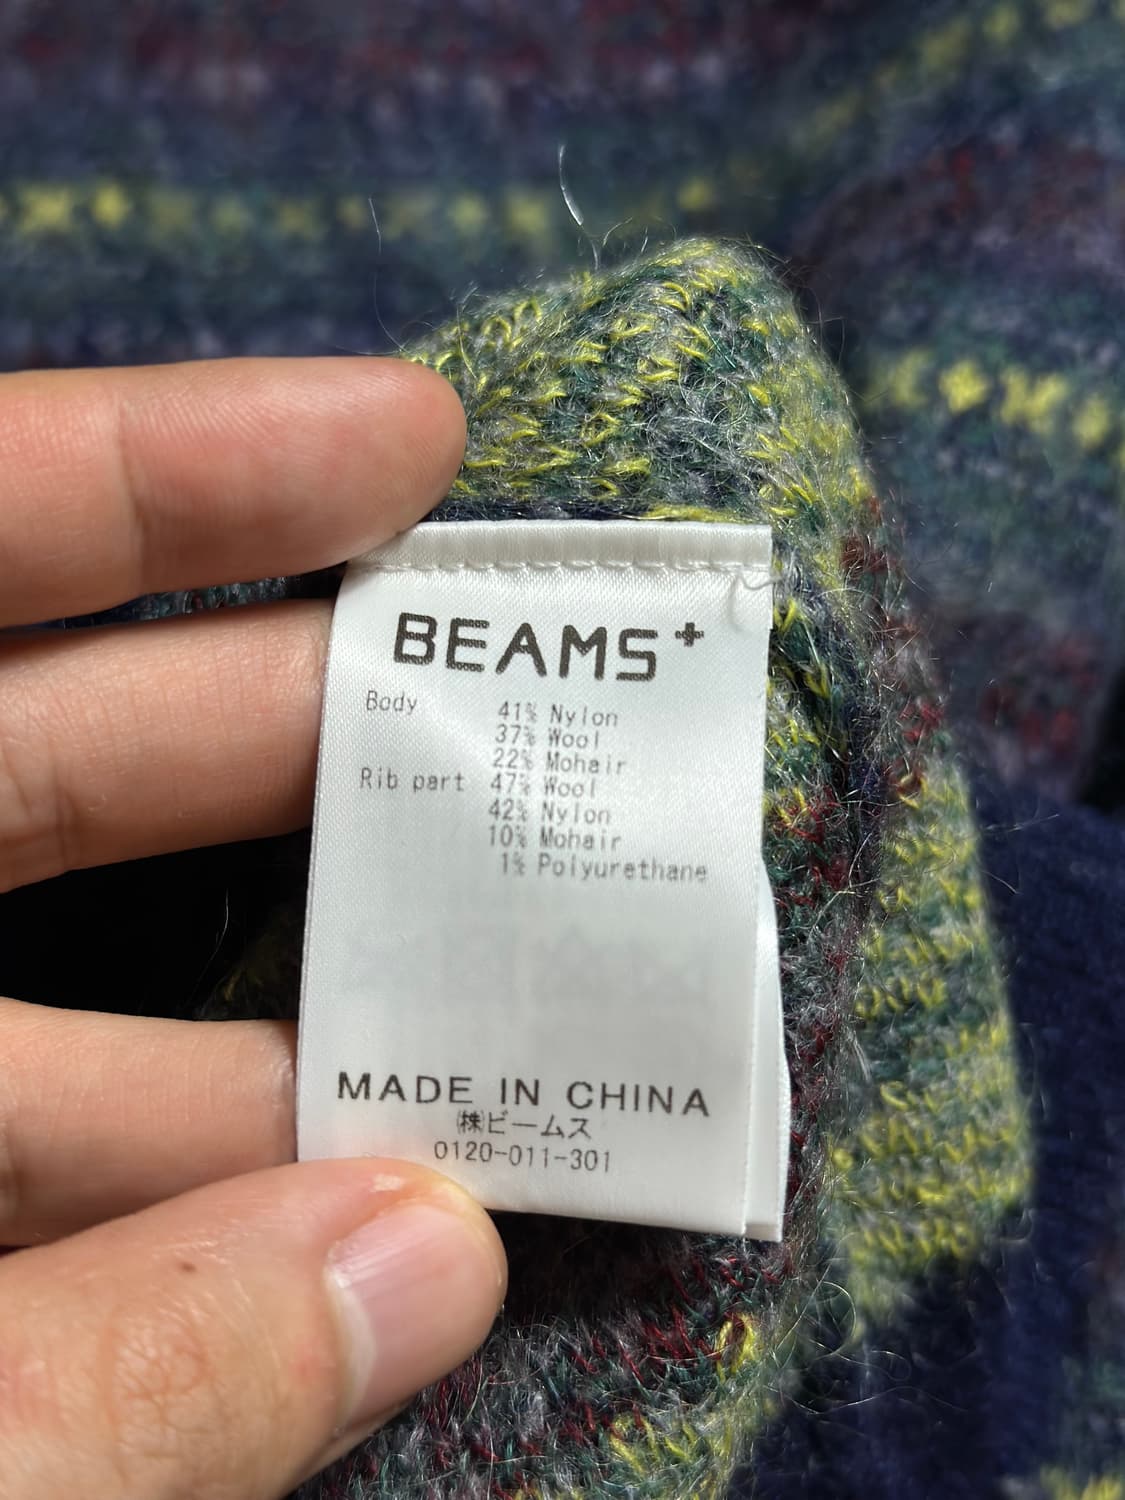 BEAMS+
Body 41% Nylon
37% Wool
22% Mohair
Rib part 47% Wool
42% Nylon
10% Mohair
1% Polyurethane
MADE IN CHINA
㈱ビームス
0120-011-301